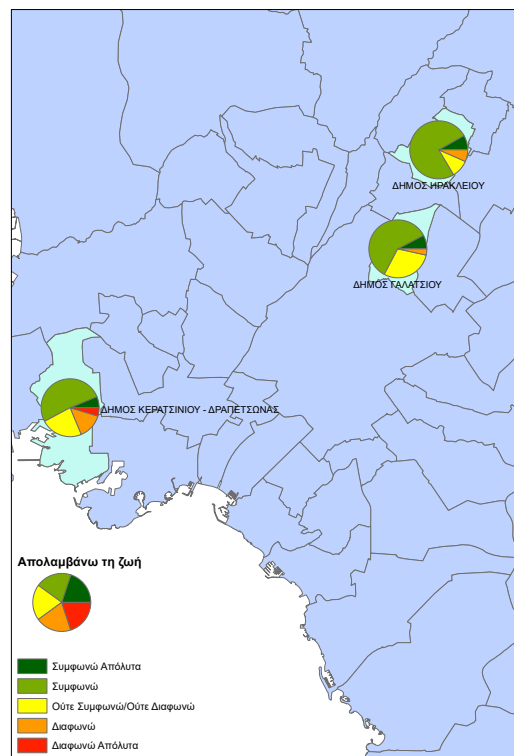 ΔΗΜΟΣ ΗΡΑΚΛΕΙΟΥ
ΔΗΜΟΣ ΓΑΛΑΤΣΙΟΥ
ΔΗΜΟΣ ΚΕΡΑΤΣΙΝΙΟΥ - ΔΡΑΠΕΤΣΩΝΑΣ
Απολαμβάνω τη ζωή
Συμφωνώ Απόλυτα
Συμφωνώ
Ούτε Συμφωνώ/Ούτε Διαφωνώ
Διαφωνώ
Διαφωνώ Απόλυτα